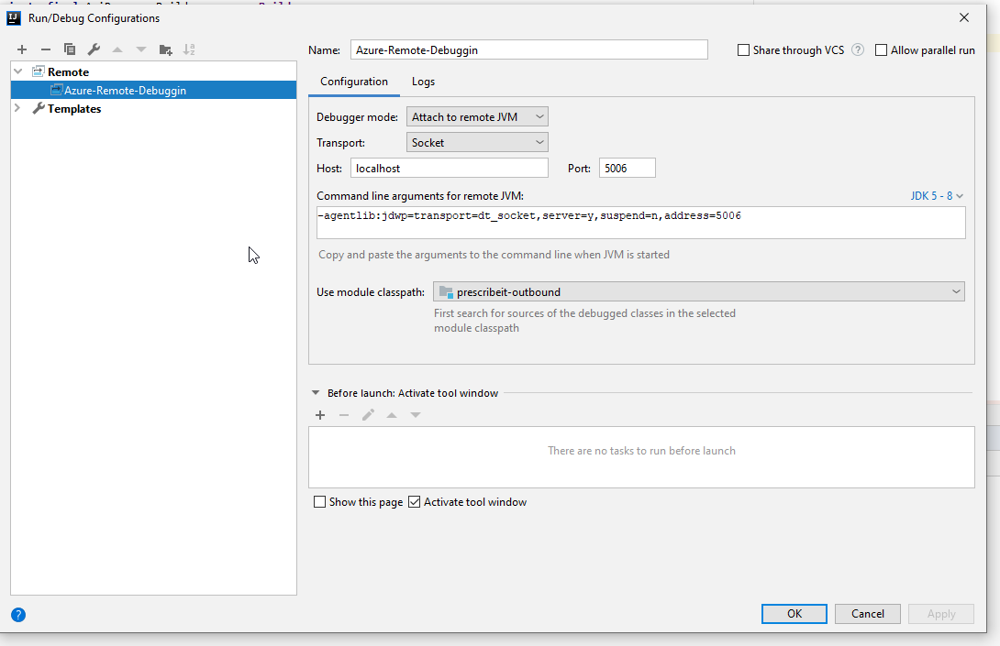 Run/Debug Configurations
Name: Azure-Remote-Debuggin
Share through VCS ? Allow parallel run
Remote
Azure-Remote-Debuggin
Templates
Configuration Logs
Debugger mode: Attach to remote JVM
Transport: Socket
Host: localhost Port: 5006
Command line arguments for remote JVM: JDK 5 - 8
-agentlib:jdwp=transport=dt_socket,server=y,suspend=n,address=5006
Copy and paste the arguments to the command line when JVM is started
Use module classpath: prescribeit-outbound
First search for sources of the debugged classes in the selected
module classpath
Before launch: Activate tool window
There are no tasks to run before launch
Show this page Activate tool window
? OK Cancel Apply